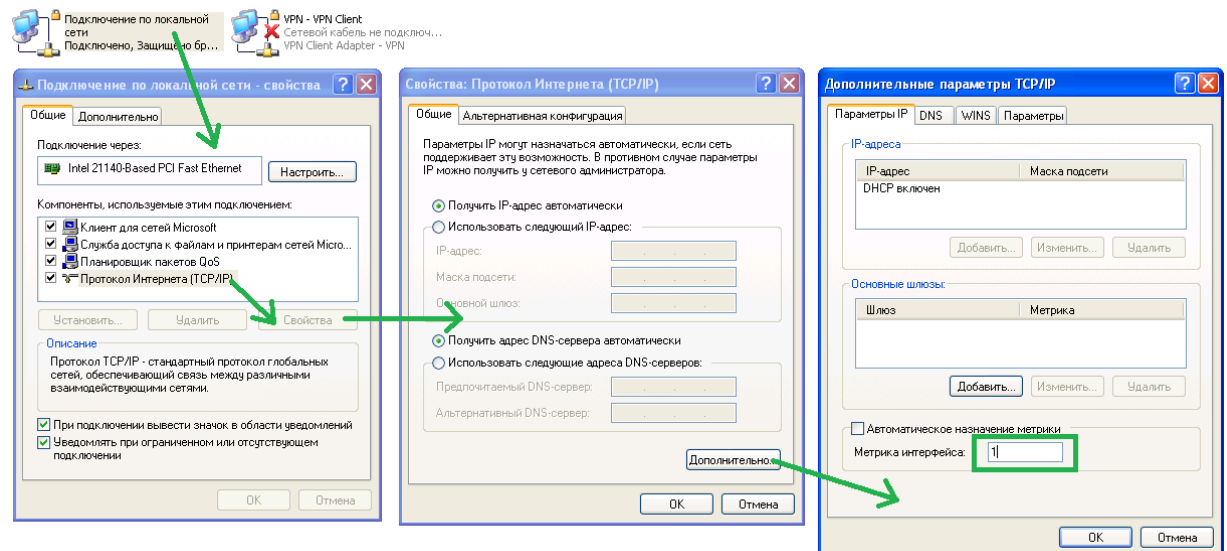 Подключение по локальной
сети
Подключено, Защищено бр...
VPN - VPN Client
Сетевой кабель не подключ...
VPN Client Adapter - VPN
Подключение по локальной сети - свойства
Общие
Дополнительно
Подключение через:
Intel 21140-Based PCI Fast Ethernet
Настроить...
Компоненты, используемые этим подключением:
Клиент для сетей Microsoft
Служба доступа к файлам и принтерам сетей Micro...
Планировщик пакетов QoS
Протокол Интернета (TCP/IP)
Установить...
Удалить
Свойства
Описание
Протокол TCP/IP - стандартный протокол глобальных
сетей, обеспечивающий связь между различными
взаимодействующими сетями.
При подключении вывести значок в области уведомлений
Уведомлять при ограниченном или отсутствующем
подключении
OK
Отмена
Свойства: Протокол Интернета (TCP/IP)
Общие
Альтернативная конфигурация
Параметры IP могут назначаться автоматически, если сеть
поддерживает эту возможность. В противном случае параметры
IP можно получить у сетевого администратора.
Получить IP-адрес автоматически
Использовать следующий IP-адрес:
IP-адрес:
Маска подсети:
Основной шлюз:
Получить адрес DNS-сервера автоматически
Использовать следующие адреса DNS-серверов:
Предпочитаемый DNS-сервер:
Альтернативный DNS-сервер:
Дополнительно...
OK
Отмена
Дополнительные параметры TCP/IP
Параметры IP
DNS
WINS
Параметры
IP-адреса
IP-адрес
Маска подсети
DHCP включен
Добавить...
Изменить...
Удалить
Основные шлюзы:
Шлюз
Метрика
Добавить...
Изменить...
Удалить
Автоматическое назначение метрики
Метрика интерфейса:
1
OK
Отмена